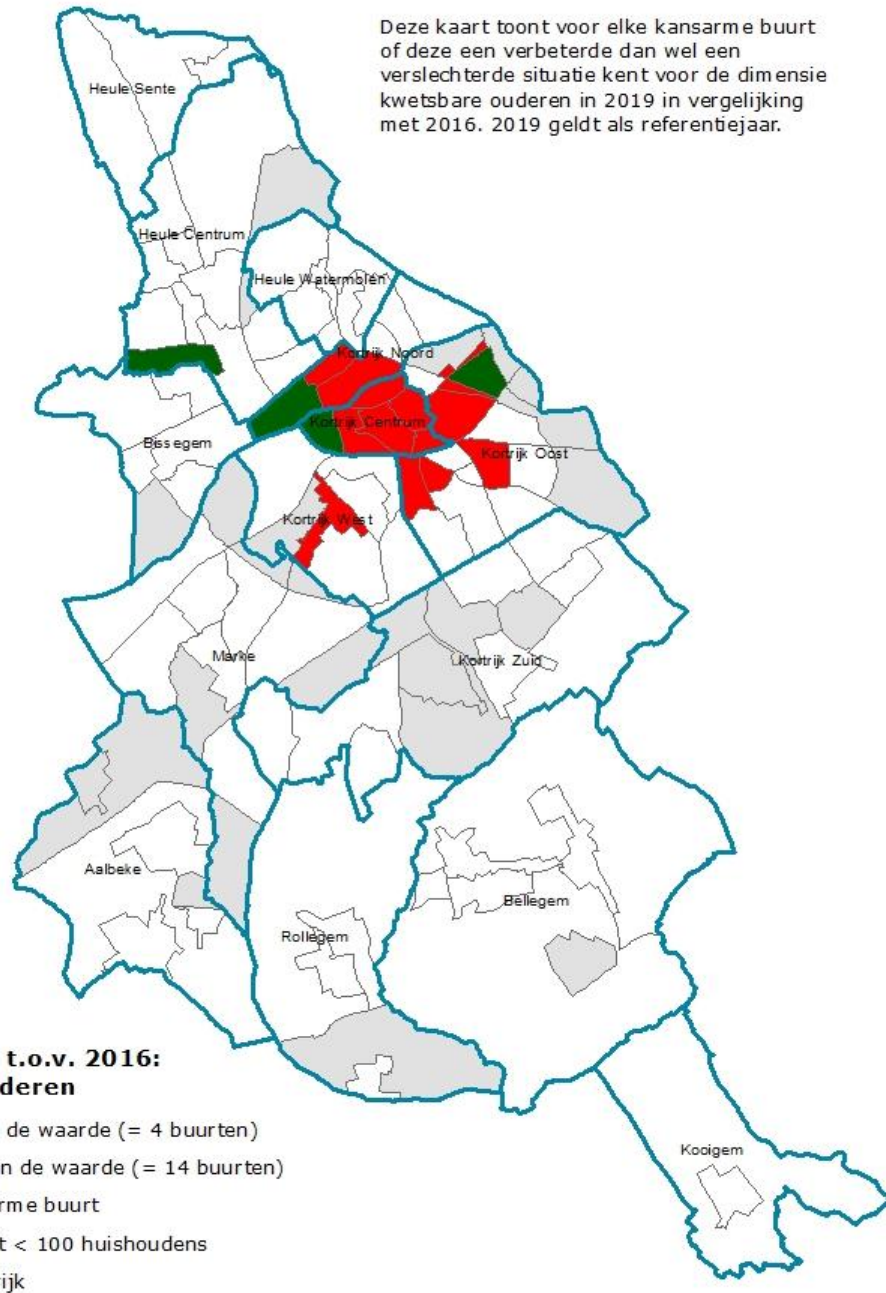 Deze kaart toont voor elke kansarme buurt
of deze een verbeterde dan wel een
verslechterde situatie kent voor de dimensie
kwetsbare ouderen in 2019 in vergelijking
met 2016. 2019 geldt als referentiejaar.
Heule Sente
Heule Centrum
Heule Watermolen
Kortrijk Noord
Kortrijk Centrum
Bissegem
Kortrijk Oost
Kortrijk West
Marke
Kortrijk Zuid
Aalbeke
Bellegem
Rollegem
t.o.v. 2016:
deren
de waarde (= 4 buurten)
n de waarde (= 14 buurten)
rme buurt
t < 100 huishoudens
rijk
Kooigem